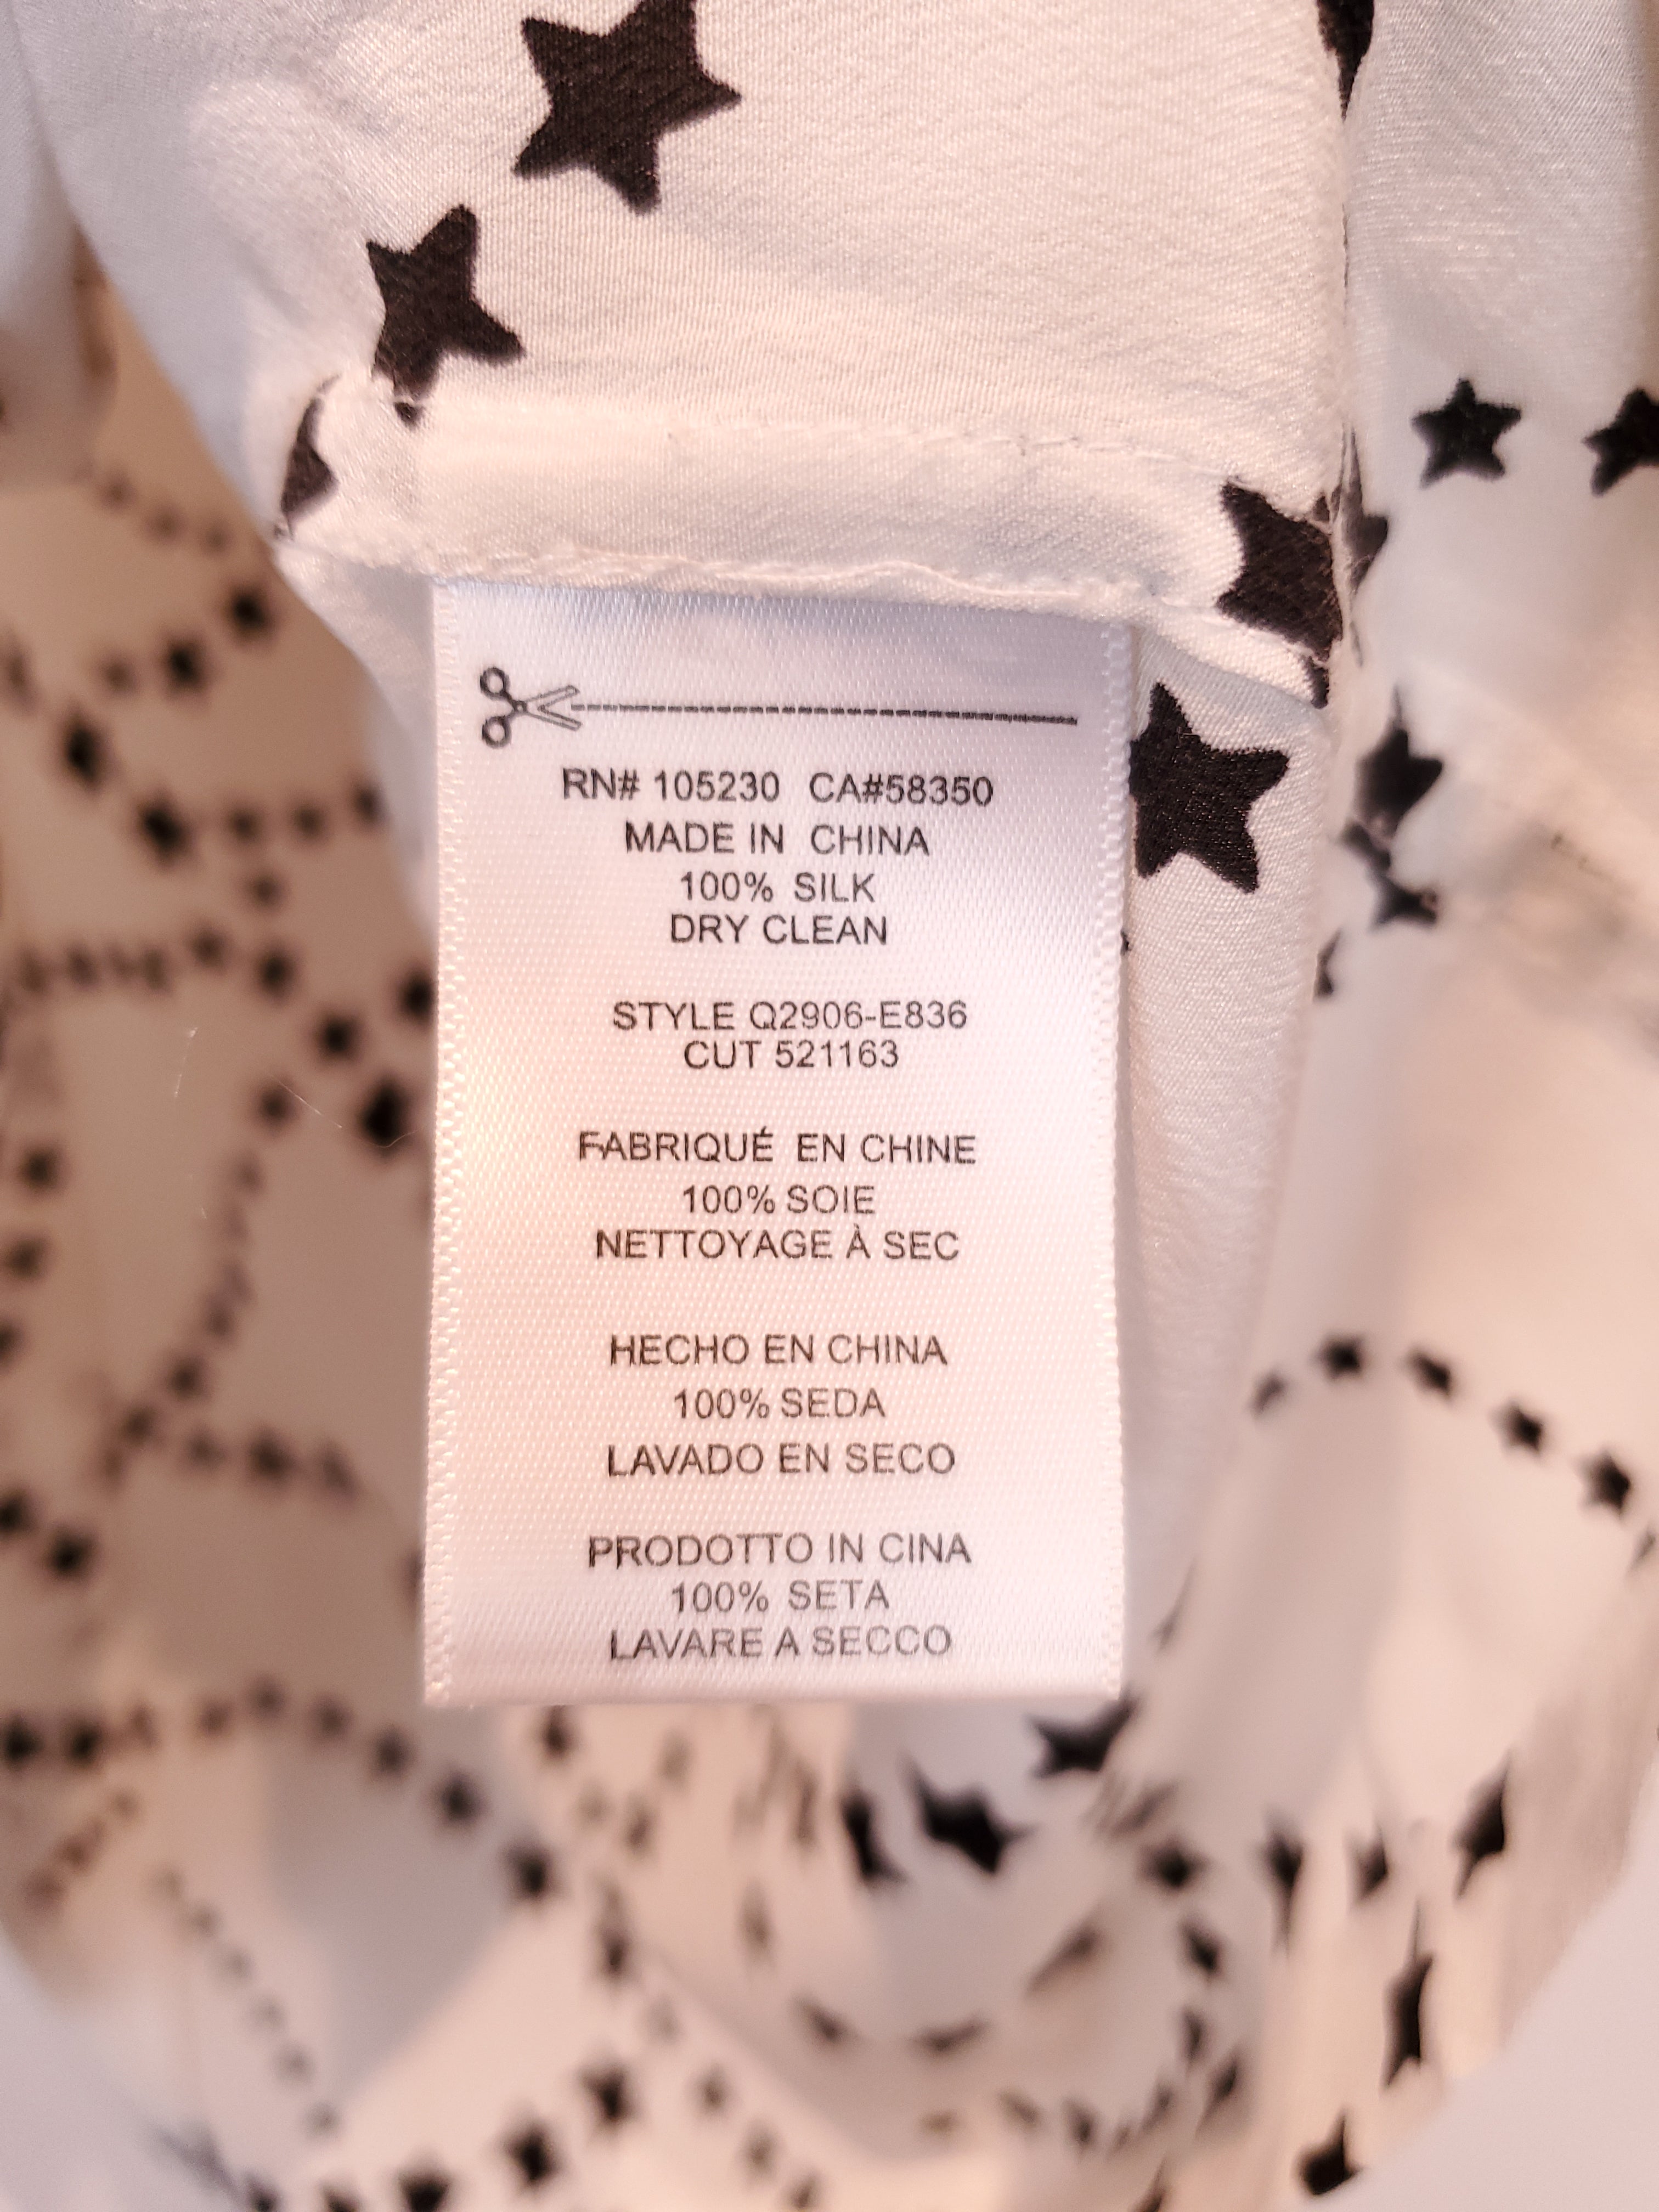 RN# 105230 CA#58350
MADE IN CHINA
100% SILK
DRY CLEAN
STYLE Q2906-E836
CUT 521163
FABRIQUÉ EN CHINE
100% SOIE
NETTOYAGE À SEC
HECHO EN CHINA
100% SEDA
LAVADO EN SECO
PRODOTTO IN CINA
100% SETA
LAVARE A SECCO